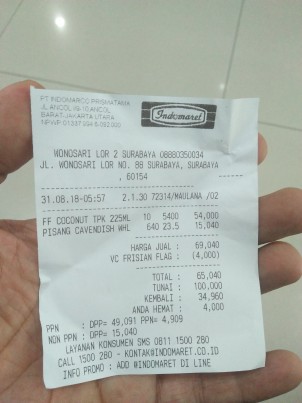 PT.INDOMARCO PRISMATAMA
JL.ANCOL I/9-10,ANCOL
BARAT,JAKARTA UTARA
NPWP 01.337.994.6.092.000
Indomaret
WONOSARI LOR 2 SURABAYA 08880350034
JL. WONOSARI LOR NO. 88 SURABAYA, SURABAYA
, 60154
31.08.18-05:57 2.1.30 72314/MAULANA /02
FF COCONUT TPK 225ML 10 5400 54,000
PISANG CAVENDISH WHL 640 23.5 15,040
HARGA JUAL : 69,040
VC FRISIAN FLAG : (4,000)
TOTAL : 65,040
TUNAI : 100,000
KEMBALI : 34,960
ANDA HEMAT : 4,000
PPN : DPP= 49,091 PPN= 4,909
NON PPN : DPP= 15,040
LAYANAN KONSUMEN SMS 0811 1500 280
CALL 1500 280 - KONTAK@INDOMARET.CO.ID
INFO PROMO : ADD @INDOMARET DI LINE